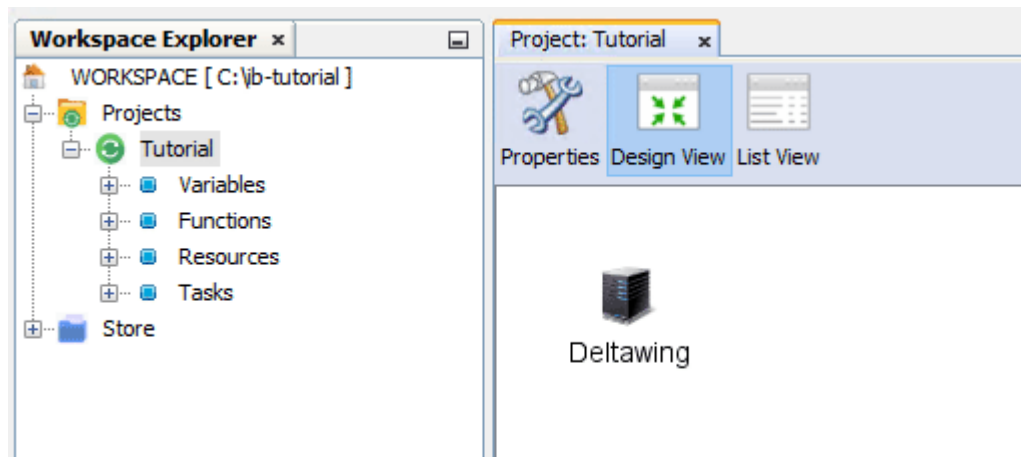 Workspace Explorer
WORKSPACE [ C:\ib-tutorial ]
Projects
Tutorial
Variables
Functions
Resources
Tasks
Store
Project: Tutorial
Properties
Design View
List View
Deltawing